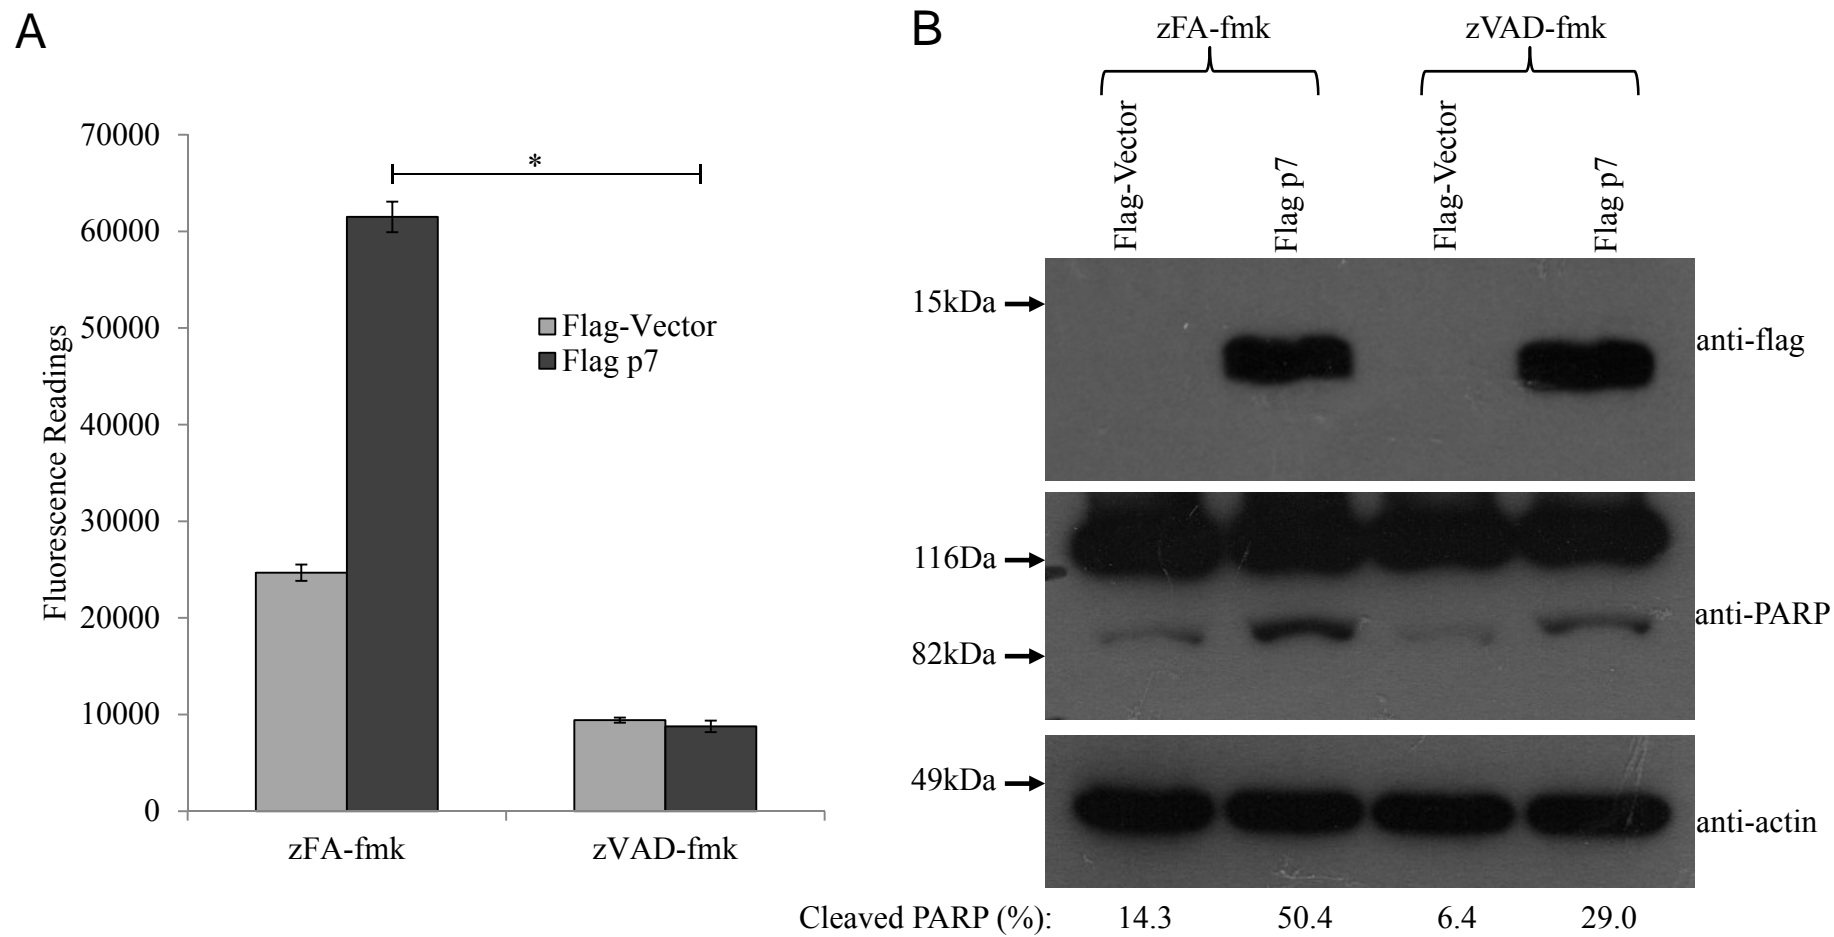 A
70000
60000
50000
40000
30000
20000
10000
0
Fluorescence Readings
*
Flag-Vector
Flag p7
zFA-fmk
zVAD-fmk
B
zFA-fmk
zVAD-fmk
Flag-Vector
Flag p7
Flag-Vector
Flag p7
15kDa
anti-flag
116Da
82kDa
anti-PARP
49kDa
anti-actin
Cleaved PARP (%): 14.3 50.4 6.4 29.0